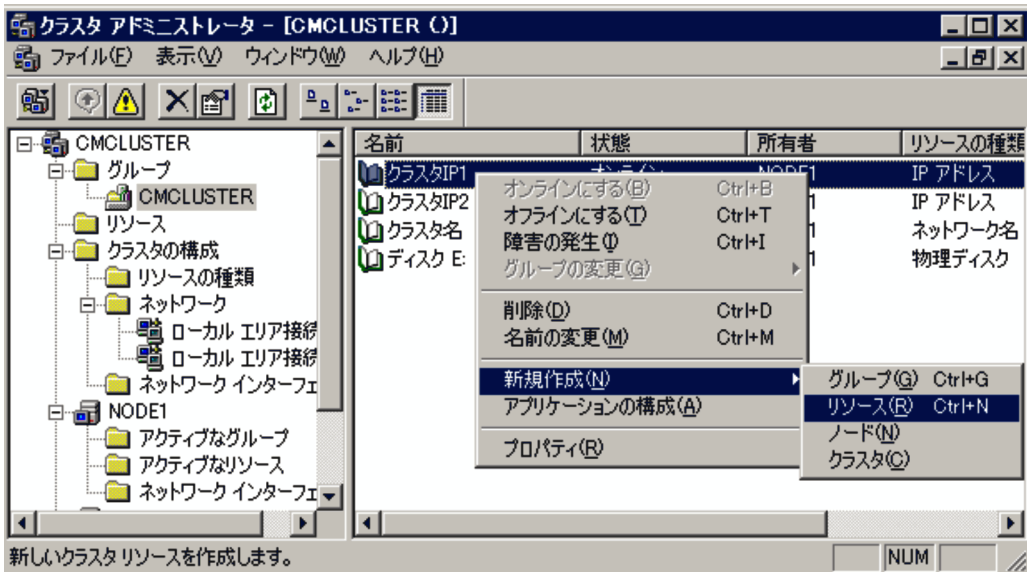 クラスタ アドミニストレータ - [CMCLUSTER ()]
ファイル(F) 表示(V) ウィンドウ(W) ヘルプ(H)
CMCLUSTER
グループ
CMCLUSTER
リソース
クラスタの構成
リソースの種類
ネットワーク
ローカル エリア接続
ローカル エリア接続
ネットワーク インターフェ
NODE1
アクティブなグループ
アクティブなリソース
ネットワーク インターフェ
名前 状態 所有者 リソースの種類
クラスタIP1 オンライン NODE1 IP アドレス
クラスタIP2 1 IP アドレス
クラスタ名 1 ネットワーク名
ディスク E: 1 物理ディスク
オンラインにする(B) Ctrl+B
オフラインにする(T) Ctrl+T
障害の発生(I) Ctrl+I
グループの変更(G)
削除(D) Ctrl+D
名前の変更(M) Ctrl+M
新規作成(N)
アプリケーションの構成(A)
プロパティ(R)
グループ(G) Ctrl+G
リソース(R) Ctrl+N
ノード(N)
クラスタ(C)
新しいクラスタ リソースを作成します。
NUM